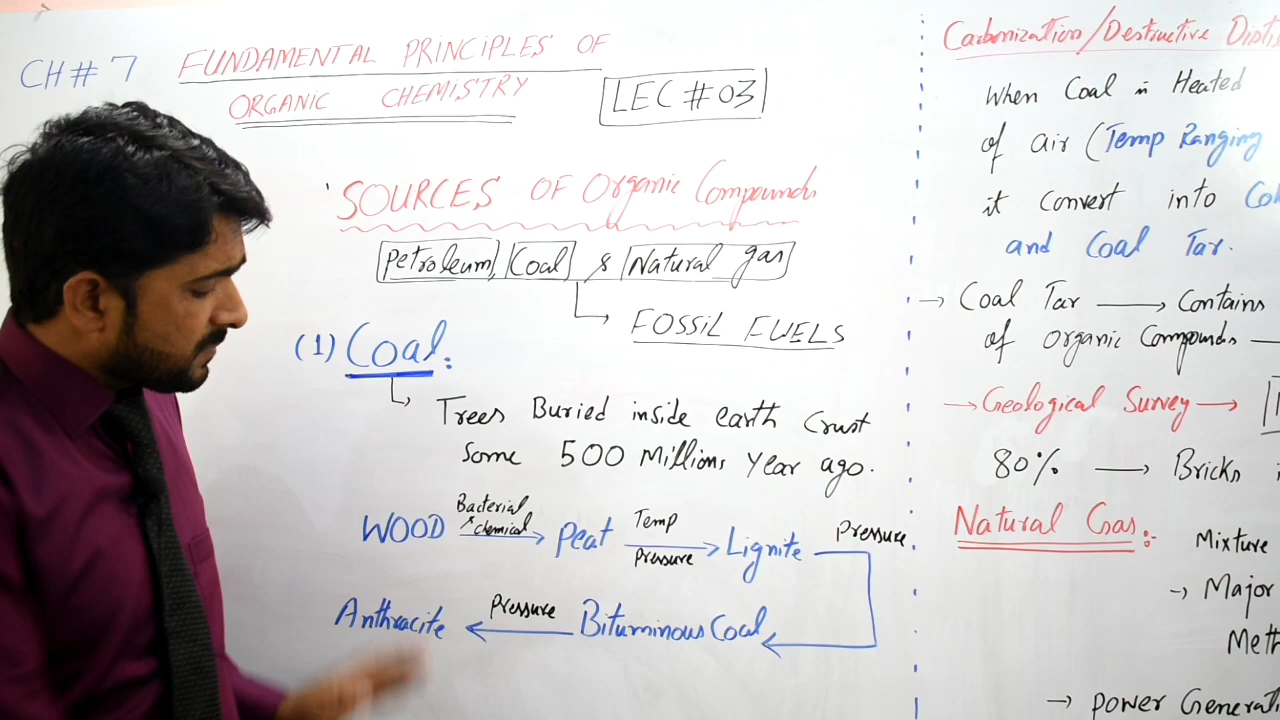 CH # 7
FUNDAMENTAL PRINCIPLES OF
ORGANIC CHEMISTRY
LEC # 03
SOURCES OF Organic Compounds
Petroleum, Coal & Natural gas
FOSSIL FUELS
(1) Coal:
Trees Buried inside earth crust
some 500 Millions Year ago.
WOOD Bacterial chemical Peat Temp Pressure Lignite Pressure
Anthracite Pressure Bituminous Coal
Carbonization/Destructive
When Coal is Heated
of air (Temp Ranging
it convert into
and Coal Tar.
→ Coal Tar → Contains
of organic Compounds
→ Geological Survey →
80% → Bricks
Natural Gas:-
Mixture
→ Major
Meth
→ power Generati